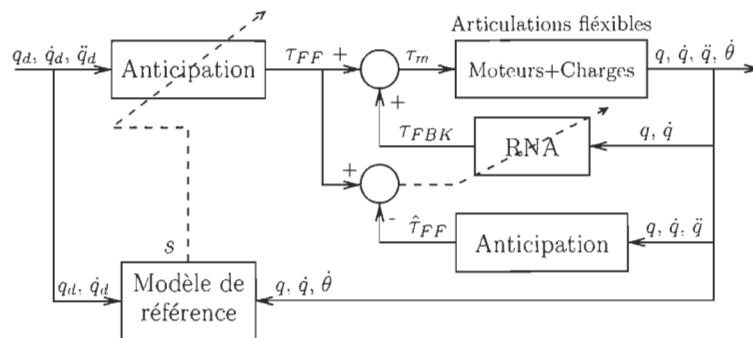 Articulations fléxibles
q_d, q̇_d, q̈_d
Anticipation
τ_FF +
τ_m
Moteurs+Charges
q, q̇, q̈, θ̇
+
τ_FBK
RNA
q, q̇
+
-
τ̂_FF
Anticipation
q, q̇, q̈
s
q_d, q̇_d
Modèle de
référence
q, q̇, θ̇